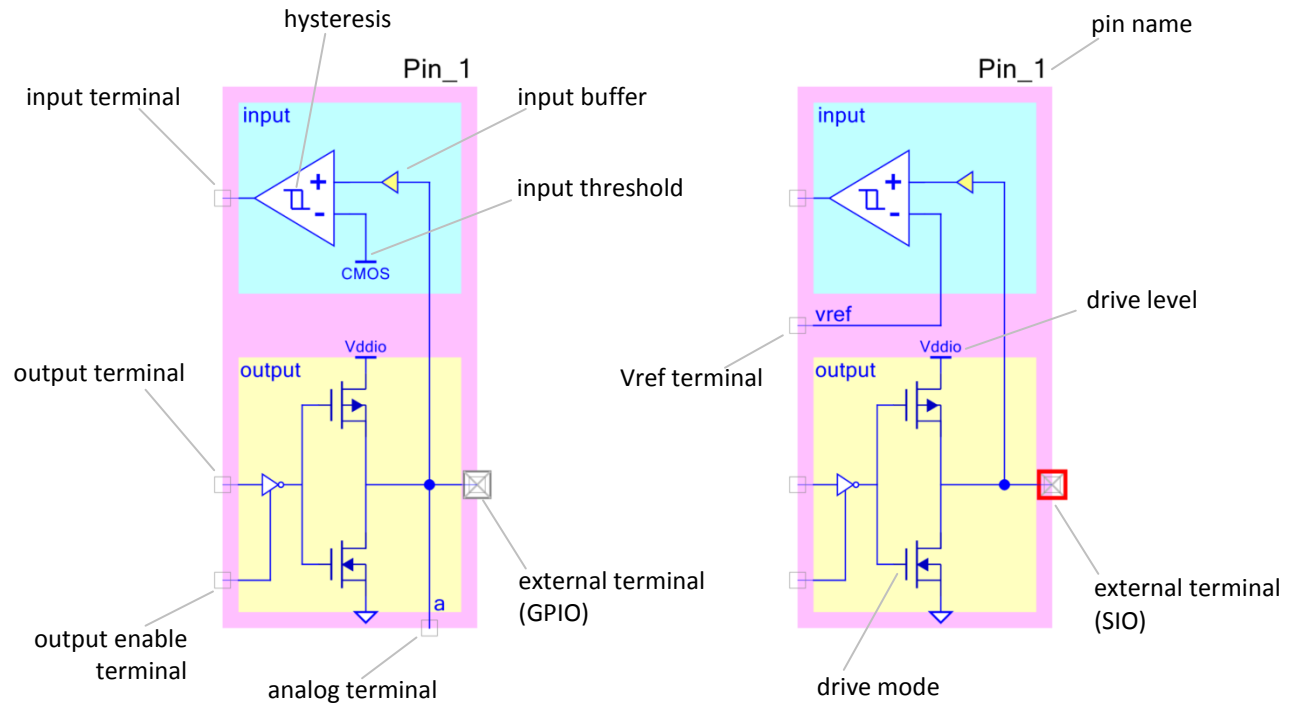 hysteresis
pin name
Pin_1
Pin_1
input terminal
input buffer
input
input
+
+
input threshold
-
-
CMOS
drive level
vref
Vddio
Vddio
output terminal
output
Vref terminal
output
external terminal
(GPIO)
external terminal
(SIO)
a
output enable
terminal
analog terminal
drive mode